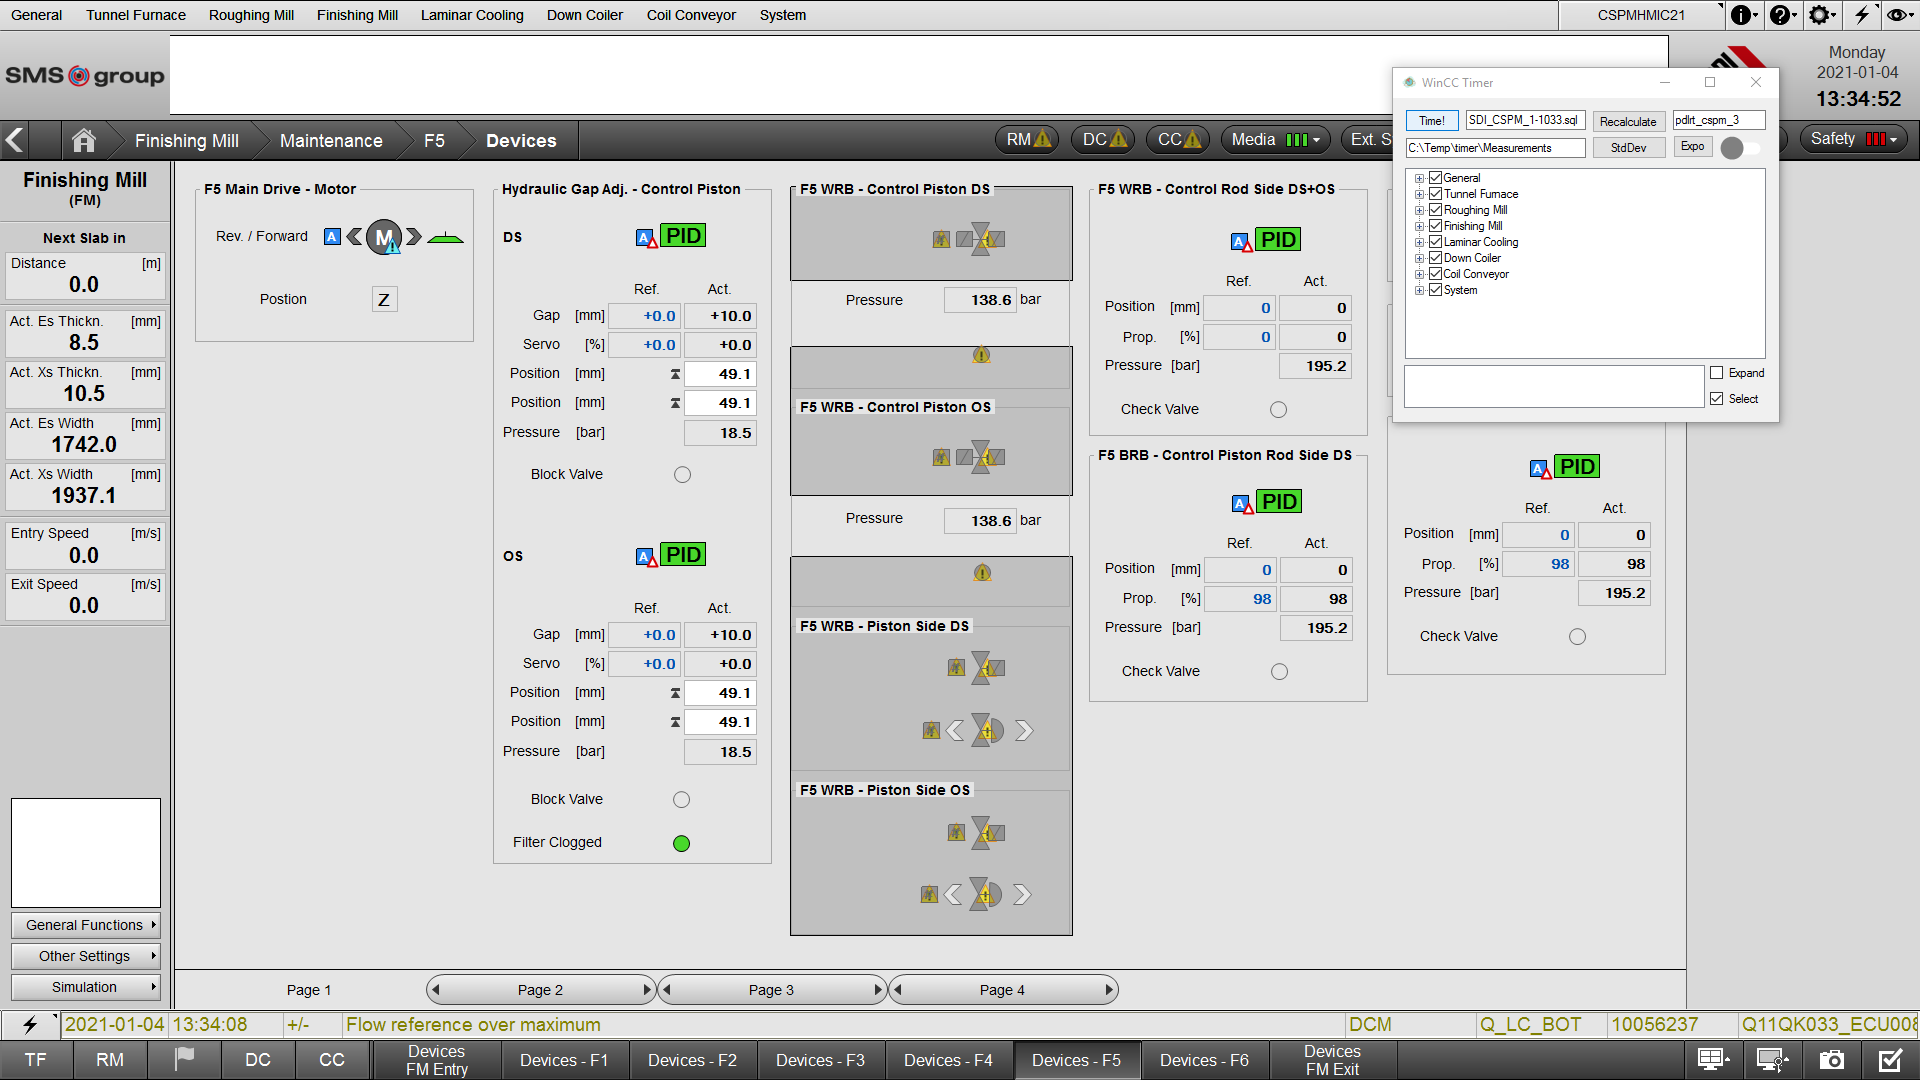 General Tunnel Furnace Roughing Mill Finishing Mill Laminar Cooling Down Coiler Coil Conveyor System CSPMHMIC21
SMS group
Monday
2021-01-04
13:34:52
Finishing Mill Maintenance F5 Devices RM DC CC Media Ext. S Safety
WinCC Timer
Time! SDI_CSPM_1-1033.sql Recalculate pdlrt_cspm_3
C:\Temp\timer\Measurements StdDev Expo
General
Tunnel Furnace
Roughing Mill
Finishing Mill
Laminar Cooling
Down Coiler
Coil Conveyor
System
Expand
Select
Finishing Mill
(FM)
Next Slab in
Distance [m]
0.0
Act. Es Thickn. [mm]
8.5
Act. Xs Thickn. [mm]
10.5
Act. Es Width [mm]
1742.0
Act. Xs Width [mm]
1937.1
Entry Speed [m/s]
0.0
Exit Speed [m/s]
0.0
General Functions
Other Settings
Simulation
F5 Main Drive - Motor
Rev. / Forward A M
Postion Z
Hydraulic Gap Adj. - Control Piston
DS A PID
Ref. Act.
Gap [mm] +0.0 +10.0
Servo [%] +0.0 +0.0
Position [mm] 49.1
Position [mm] 49.1
Pressure [bar] 18.5
Block Valve
OS A PID
Ref. Act.
Gap [mm] +0.0 +10.0
Servo [%] +0.0 +0.0
Position [mm] 49.1
Position [mm] 49.1
Pressure [bar] 18.5
Block Valve
Filter Clogged
F5 WRB - Control Piston DS
Pressure 138.6 bar
F5 WRB - Control Piston OS
Pressure 138.6 bar
F5 WRB - Piston Side DS
F5 WRB - Piston Side OS
F5 WRB - Control Rod Side DS+OS
A PID
Ref. Act.
Position [mm] 0 0
Prop. [%] 0 0
Pressure [bar] 195.2
Check Valve
F5 BRB - Control Piston Rod Side DS
A PID
Ref. Act.
Position [mm] 0 0
Prop. [%] 98 98
Pressure [bar] 195.2
Check Valve
A PID
Ref. Act.
Position [mm] 0 0
Prop. [%] 98 98
Pressure [bar] 195.2
Check Valve
Page 1 Page 2 Page 3 Page 4
2021-01-04 13:34:08 +/- Flow reference over maximum DCM Q_LC_BOT 10056237 Q11QK033_ECU008
TF RM DC CC Devices FM Entry Devices - F1 Devices - F2 Devices - F3 Devices - F4 Devices - F5 Devices - F6 Devices FM Exit